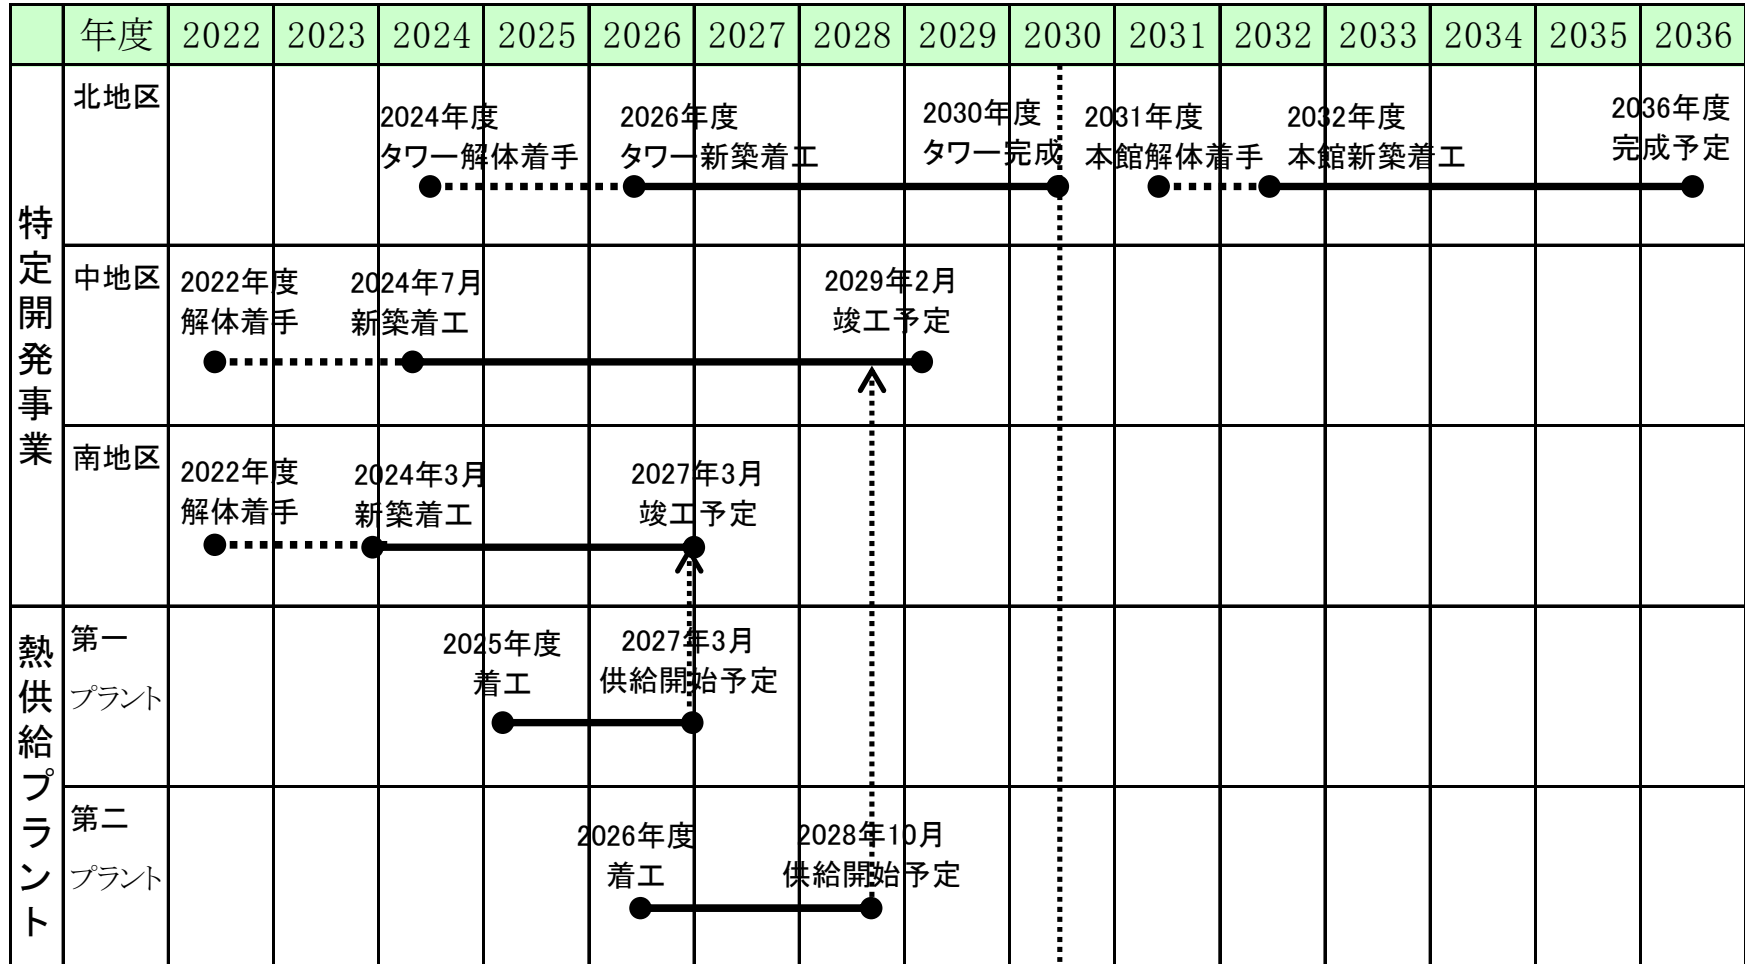 年度 2022 2023 2024 2025 2026 2027 2028 2029 2030 2031 2032 2033 2034 2035 2036
特定開発事業
北地区
2024年度
タワー解体着手
2026年度
タワー新築着工
2030年度
タワー完成
2031年度
本館解体着手
2032年度
本館新築着工
2036年度
完成予定
中地区
2022年度
解体着手
2024年7月
新築着工
2029年2月
竣工予定
南地区
2022年度
解体着手
2024年3月
新築着工
2027年3月
竣工予定
熱供給プラント
第一
プラント
2025年度
着工
2027年3月
供給開始予定
第二
プラント
2026年度
着工
2028年10月
供給開始予定